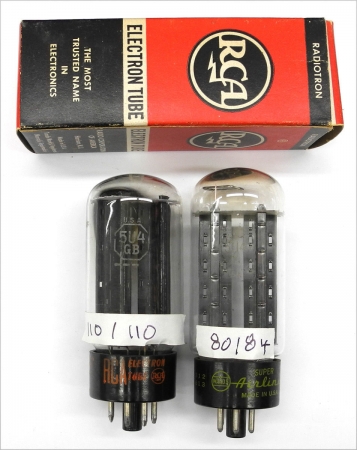 RADIOTRON
RCA
ELECTRON TUBE
THE MOST
TRUSTED NAME
IN
ELECTRONICS
5U4
GB
110 / 110
80/84
RCA
ELECTRON
SUPER
Airline
MADE IN U.S.A.